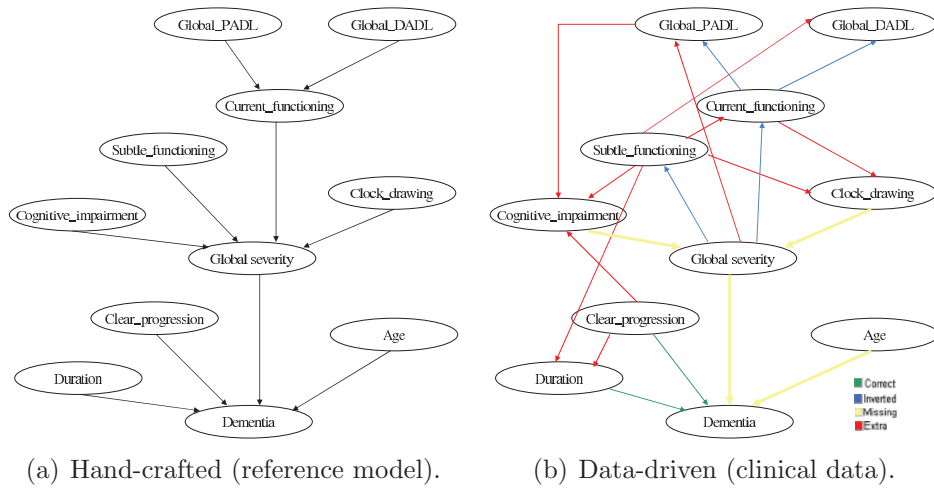 Global_PADL
Global_DADL
Current_functioning
Subtle_functioning
Clock_drawing
Cognitive_impairment
Global severity
Clear_progression
Age
Duration
Dementia
(a) Hand-crafted (reference model).
Global_PADL
Global_DADL
Current_functioning
Subtle_functioning
Clock_drawing
Cognitive_impairment
Global severity
Clear_progression
Age
Duration
Dementia
Correct
Inverted
Missing
Extra
(b) Data-driven (clinical data).